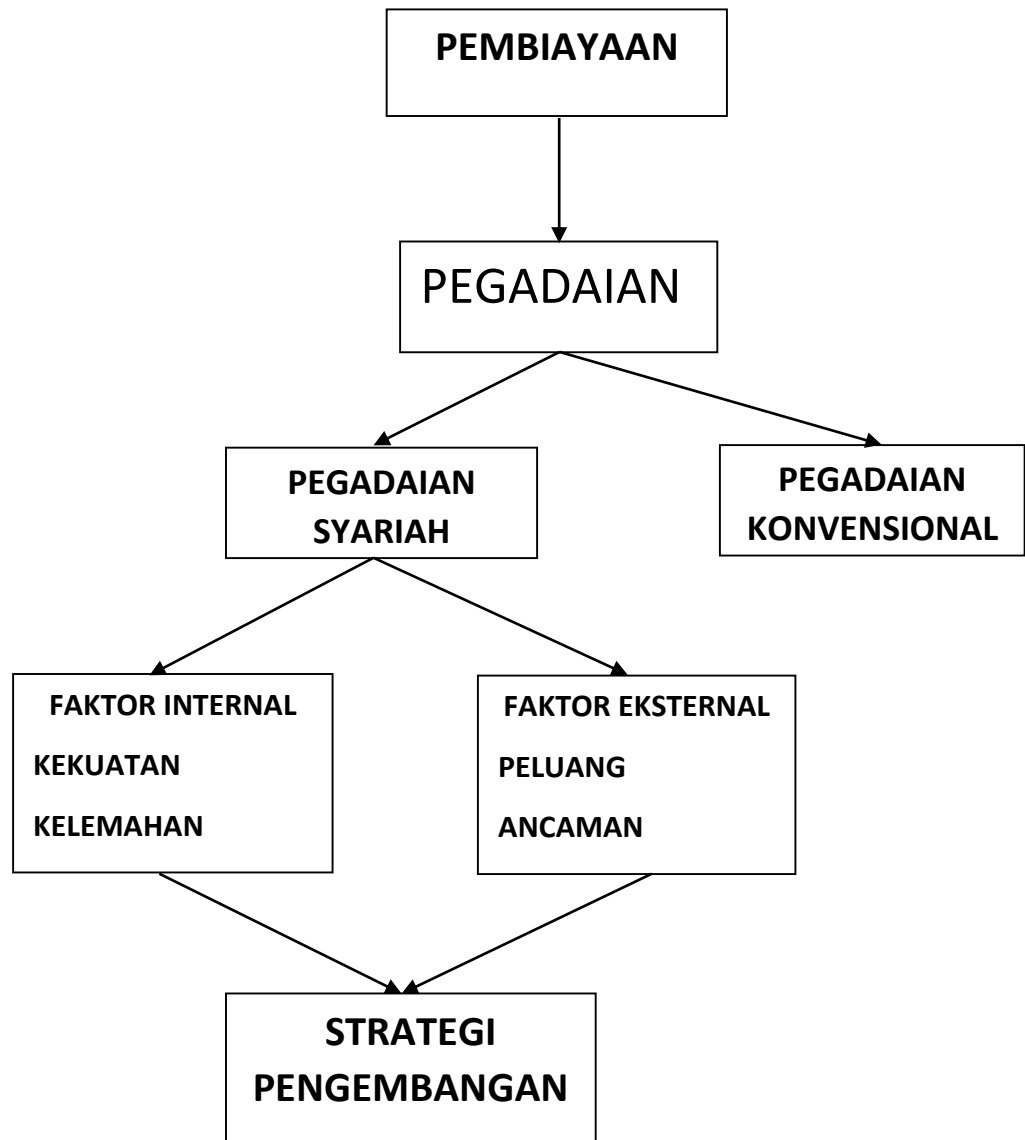 PEMBIAYAAN
PEGADAIAN
PEGADAIAN
SYARIAH
PEGADAIAN
KONVENSIONAL
FAKTOR INTERNAL
KEKUATAN
KELEMAHAN
FAKTOR EKSTERNAL
PELUANG
ANCAMAN
STRATEGI
PENGEMBANGAN